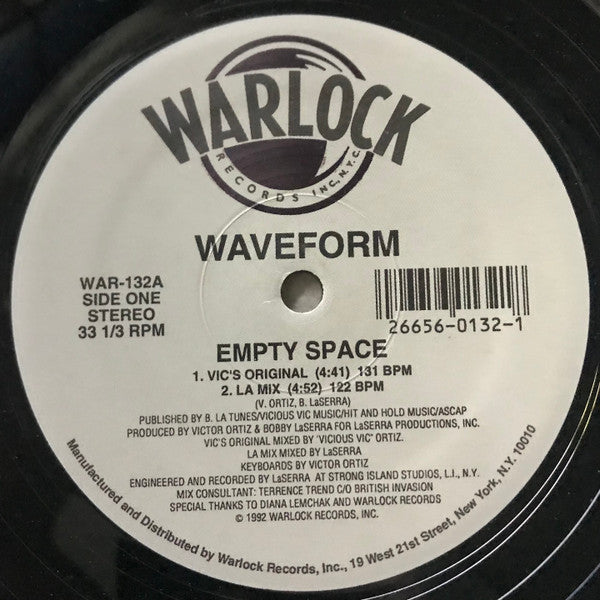 WARLOCK
RECORDS INC., N.Y.C.
WAVEFORM
WAR-132A
SIDE ONE
STEREO
33 1/3 RPM
26656-0132-1
EMPTY SPACE
1. VIC'S ORIGINAL (4:41) 131 BPM
2. LA MIX (4:52) 122 BPM
(V. ORTIZ, B. LaSERRA)
PUBLISHED BY B. LA TUNES/VICIOUS VIC MUSIC/HIT AND HOLD MUSIC/ASCAP
PRODUCED BY VICTOR ORTIZ & BOBBY LaSERRA FOR LaSERRA PRODUCTIONS, INC.
VIC'S ORIGINAL MIXED BY 'VICIOUS VIC" ORTIZ.
LA MIX MIXED BY LaSERRA
KEYBOARDS BY VICTOR ORTIZ
ENGINEERED AND RECORDED BY LaSERRA AT STRONG ISLAND STUDIOS, L.I., N.Y.
MIX CONSULTANT: TERRENCE TREND C/O BRITISH INVASION
SPECIAL THANKS TO DIANA LEMCHAK AND WARLOCK RECORDS
© 1992 WARLOCK RECORDS, INC.
Manufactured and Distributed by Warlock Records, Inc., 19 West 21st Street, New York, N.Y. 10010